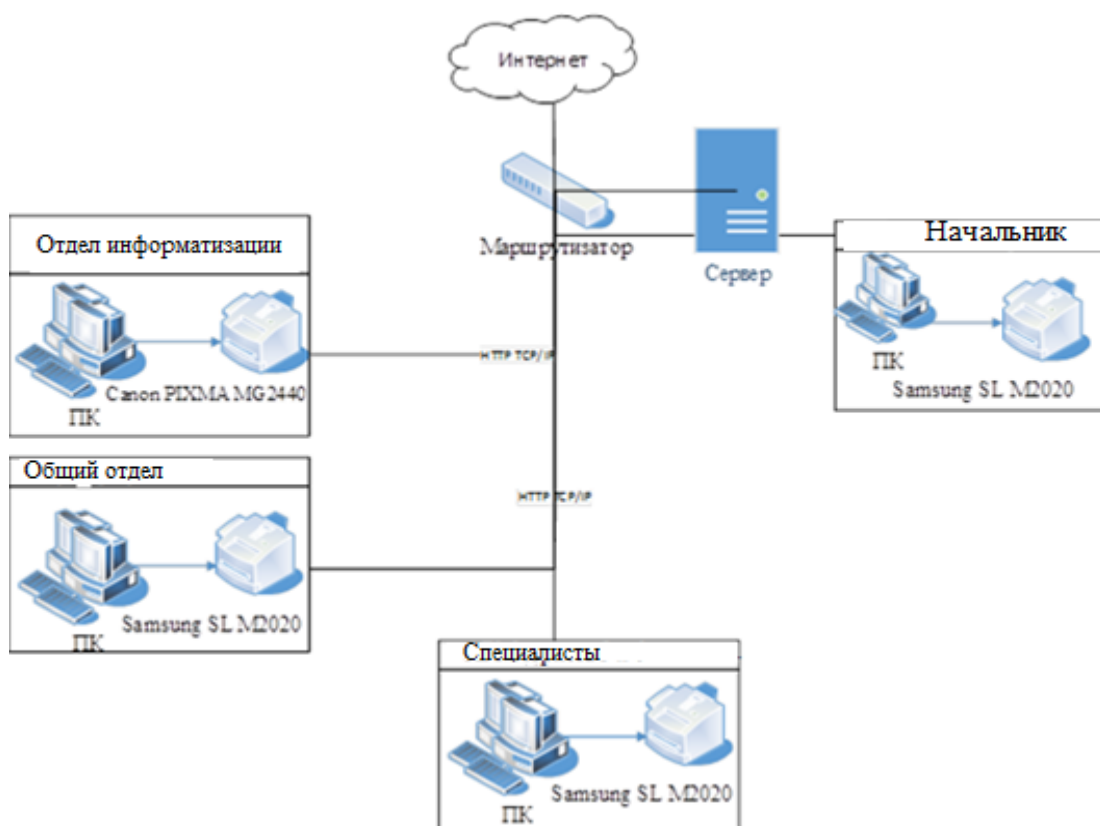 Интернет
Маршрутизатор
Сервер
Отдел информатизации
ПК
Canon PIXMA MG2440
HTTP TCP/IP
Начальник
ПК
Samsung SL M2020
Общий отдел
ПК
Samsung SL M2020
HTTP TCP/IP
Специалисты
ПК
Samsung SL M2020